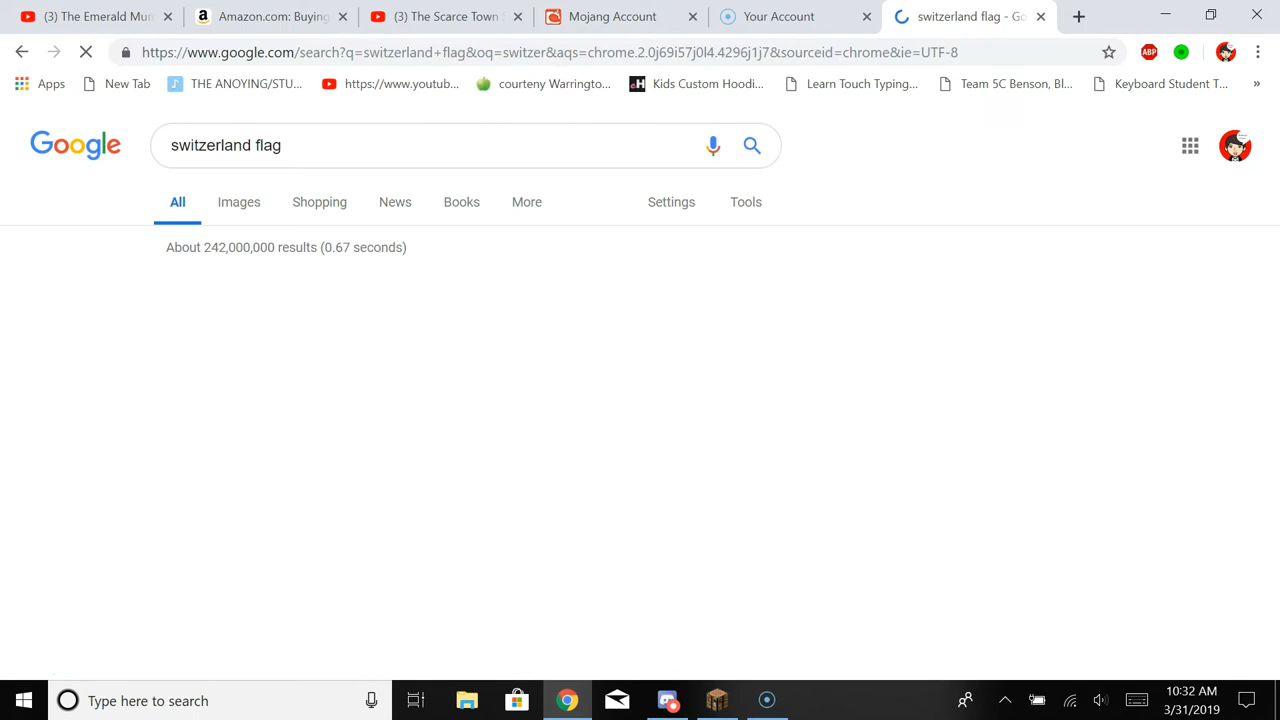 (3) The Emerald Mur
Amazon.com: Buying
(3) The Scarce Town
Mojang Account
Your Account
switzerland flag - Go
https://www.google.com/search?q=switzerland+flag&oq=switzer&aqs=chrome.2.0j69i57j0l4.4296j1j7&sourceid=chrome&ie=UTF-8
ABP
Apps
New Tab
THE ANOYING/STU...
https://www.youtub...
courteny Warringto...
eH
Kids Custom Hoodi...
Learn Touch Typing...
Team 5C Benson, Bl...
Keyboard Student T...
»
Google
switzerland flag
All
Images
Shopping
News
Books
More
Settings
Tools
About 242,000,000 results (0.67 seconds)
Type here to search
10:32 AM
3/31/2019